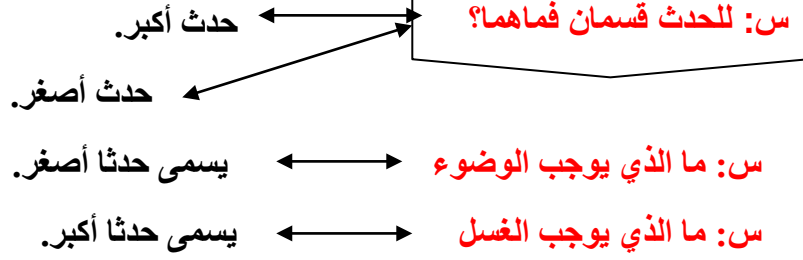 س: للحدث قسمان فماهما؟ حدث أكبر.
حدث أصغر.
س: ما الذي يوجب الوضوء يسمى حدثا أصغر.
س: ما الذي يوجب الغسل يسمى حدثا أكبر.